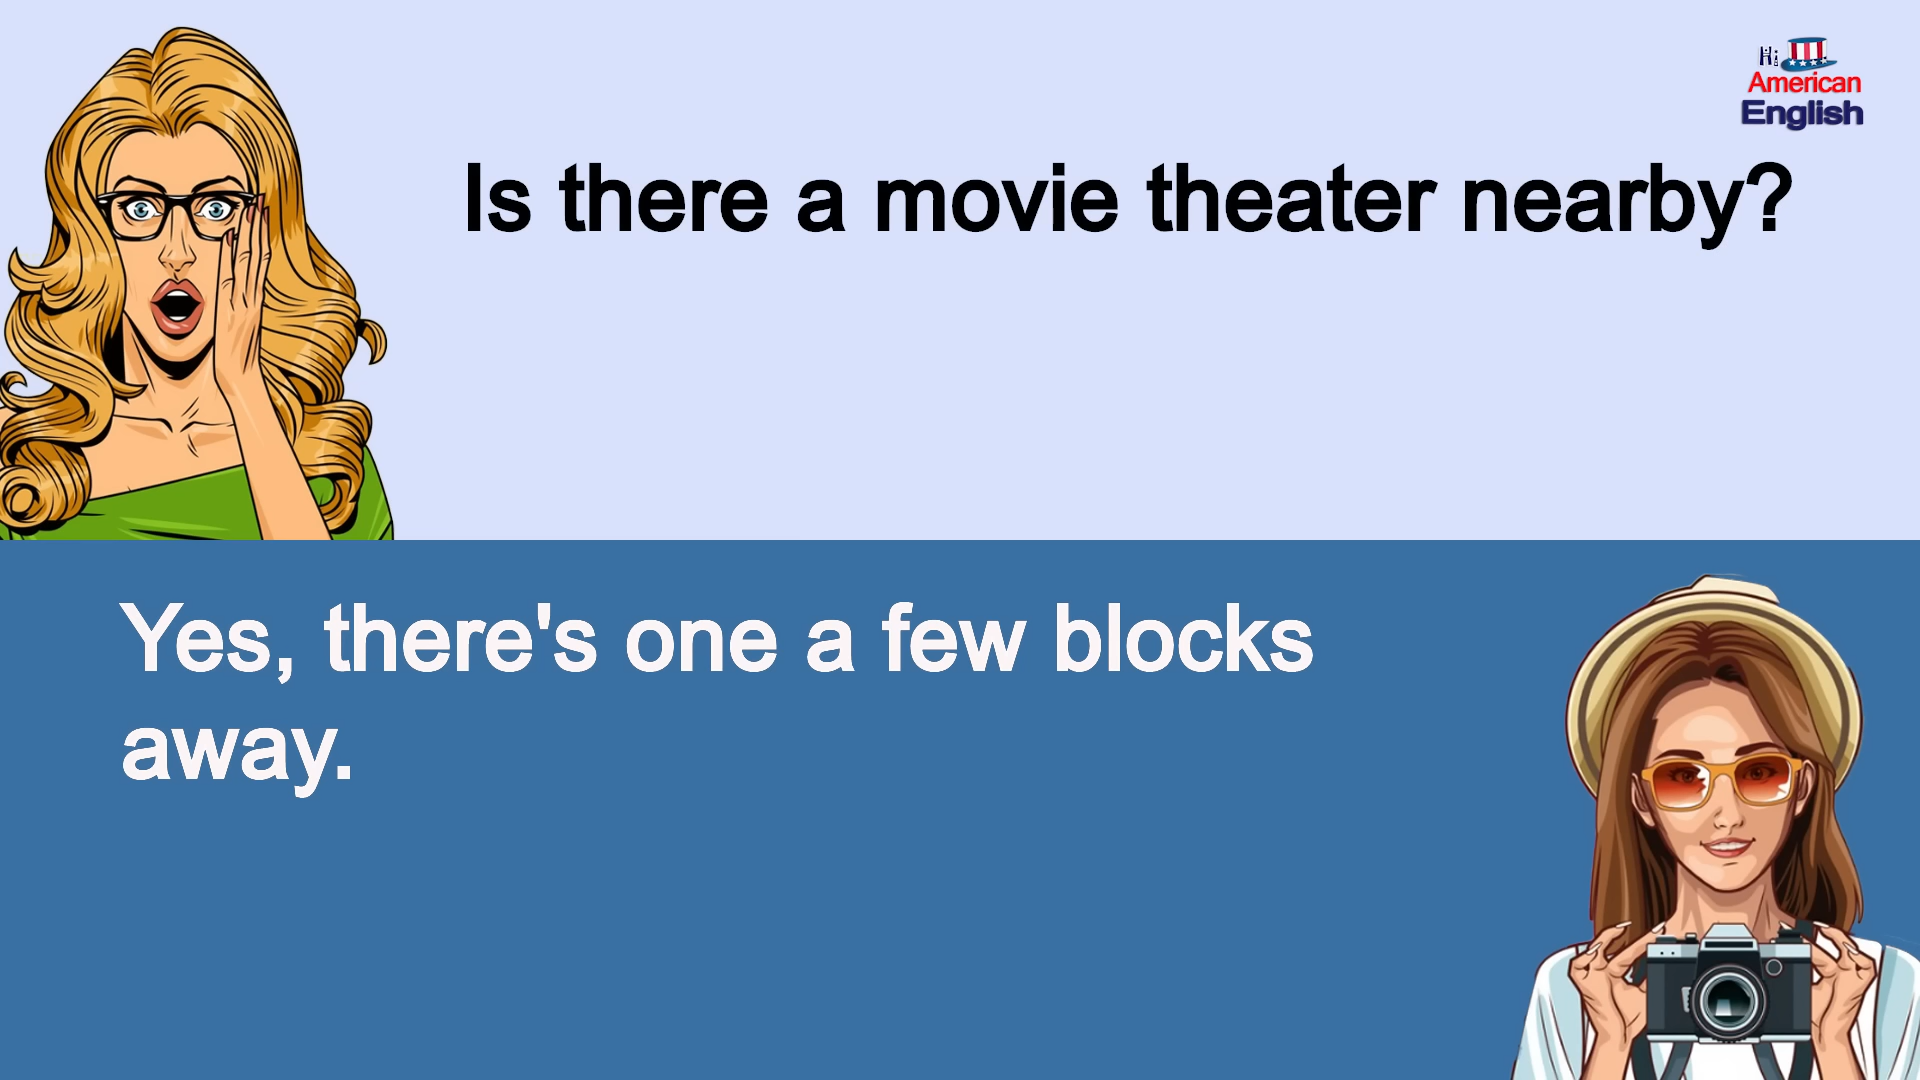 Hi
American
English
Is there a movie theater nearby?
Yes, there's one a few blocks
away.